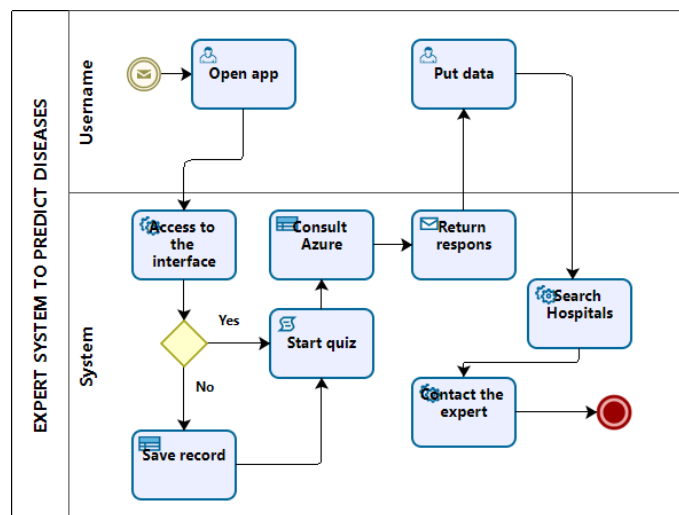 EXPERT SYSTEM TO PREDICT DISEASES
Username
Open app
Put data
System
Access to
the
interface
Consult
Azure
Return
respons
Search
Hospitals
Yes
Start quiz
No
Contact the
expert
Save record